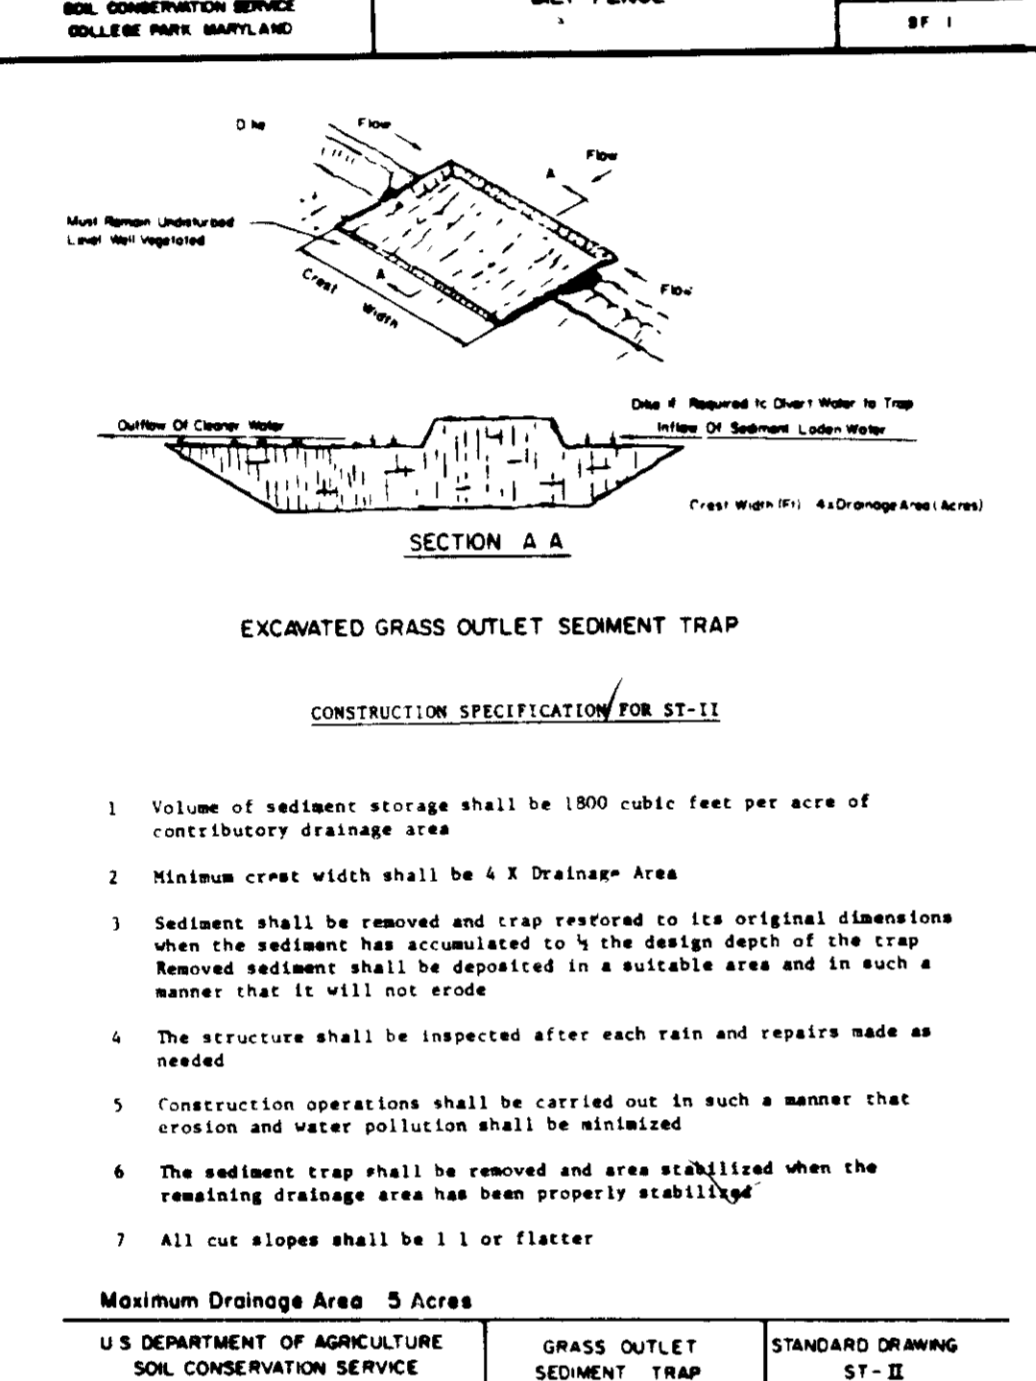 SOIL CONSERVATION SERVICE
COLLEGE PARK MARYLAND
SF 1
Flow
Flow
A
Must Remain Undisturbed
Level Well Vegetated
A
Flow
Crest Width
Dike if Required to Divert Water to Trap
Outflow Of Cleaner Water
Inflow Of Sediment Laden Water
Crest Width (Ft) 4xDrainage Area (Acres)
SECTION A A
EXCAVATED GRASS OUTLET SEDIMENT TRAP
CONSTRUCTION SPECIFICATION FOR ST-II
1 Volume of sediment storage shall be 1800 cubic feet per acre of
contributory drainage area
2 Minimum crest width shall be 4 X Drainage Area
3 Sediment shall be removed and trap restored to its original dimensions
when the sediment has accumulated to ½ the design depth of the trap
Removed sediment shall be deposited in a suitable area and in such a
manner that it will not erode
4 The structure shall be inspected after each rain and repairs made as
needed
5 Construction operations shall be carried out in such a manner that
erosion and water pollution shall be minimized
6 The sediment trap shall be removed and area stabilized when the
remaining drainage area has been properly stabilized
7 All cut slopes shall be 1 1 or flatter
Maximum Drainage Area 5 Acres
U S DEPARTMENT OF AGRICULTURE
SOIL CONSERVATION SERVICE
GRASS OUTLET
SEDIMENT TRAP
STANDARD DRAWING
ST-II